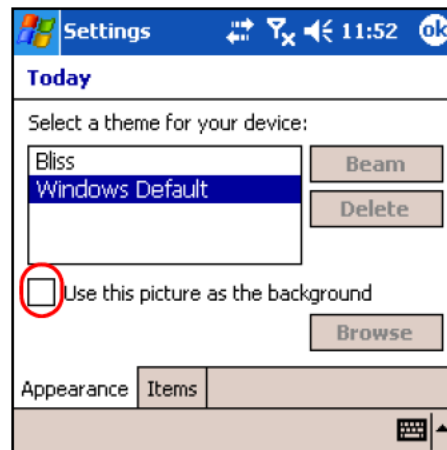 Settings 11:52 ok
Today
Select a theme for your device:
Bliss
Beam
Windows Default
Delete
Use this picture as the background
Browse
Appearance Items